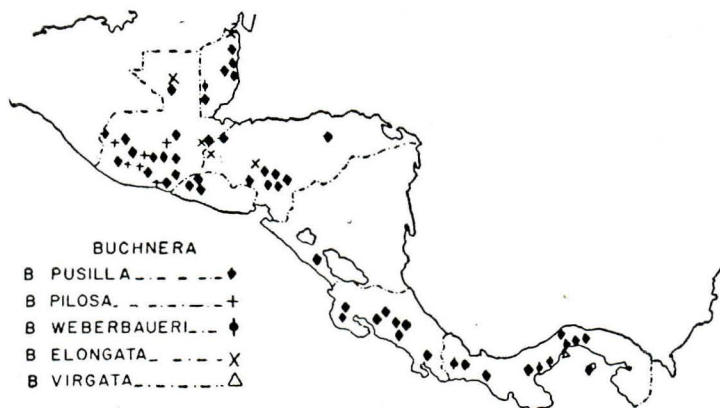 BUCHNERA
B PUSILLA
B PILOSA
B WEBERBAUERI
B ELONGATA
B VIRGATA